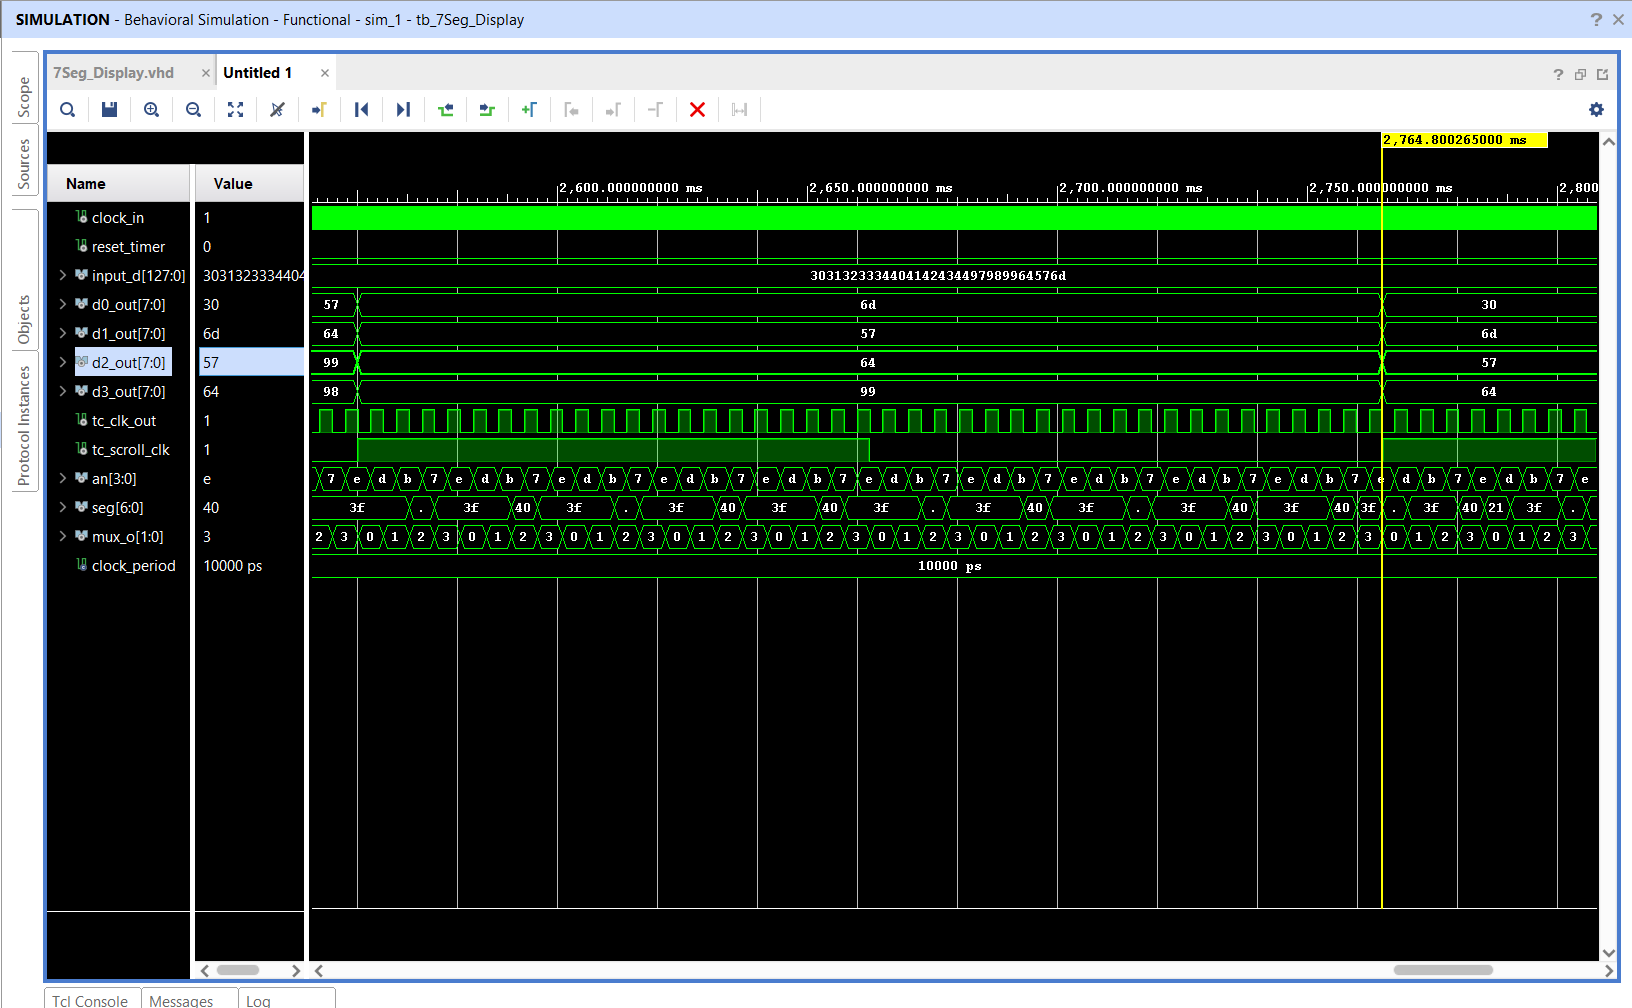 SIMULATION - Behavioral Simulation - Functional - sim_1 - tb_7Seg_Display
Scope
Sources
Objects
Protocol Instances
7Seg_Display.vhd
Untitled 1
2,764.800265000 ms
Name Value
2,600.000000000 ms 2,650.000000000 ms 2,700.000000000 ms 2,750.000000000 ms 2,800
clock_in 1
reset_timer 0
input_d[127:0] 3031323334404 3031323334404142434497989964576d
d0_out[7:0] 30 57 6d 30
d1_out[7:0] 6d 64 57 6d
d2_out[7:0] 57 99 64 57
d3_out[7:0] 64 98 99 64
tc_clk_out 1
tc_scroll_clk 1
an[3:0] e 7 e d b 7 e d b 7 e d b 7 e d b 7 e d b 7 e d b 7 e d b 7 e d b 7 e d b 7 e d b 7 e d b 7 e d b 7 e
seg[6:0] 40 3f . 3f 40 3f . 3f 40 3f 40 3f . 3f 40 3f . 3f 40 3f . 3f 40 21 3f .
mux_o[1:0] 3 2 3 0 1 2 3 0 1 2 3 0 1 2 3 0 1 2 3 0 1 2 3 0 1 2 3 0 1 2 3 0 1 2 3 0 1 2 3 0 1 2 3 0 1 2 3 0 1 2 3
clock_period 10000 ps 10000 ps
Tcl Console Messages Log